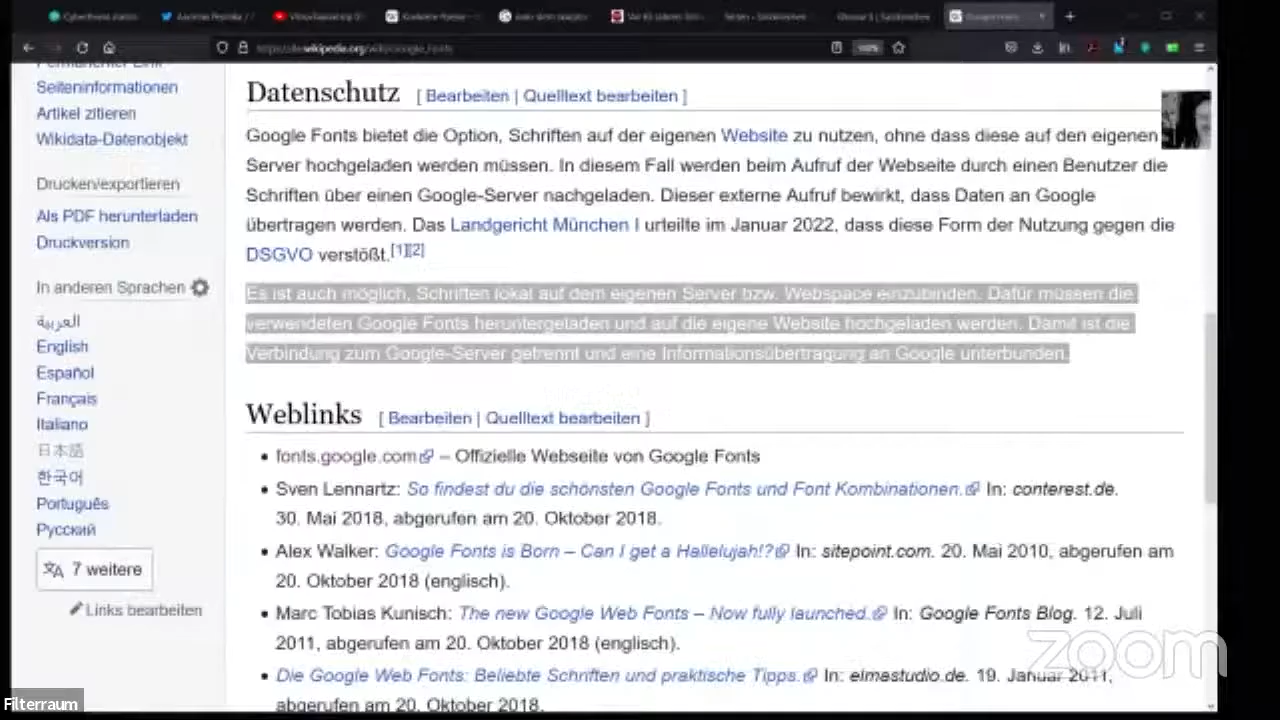 https://de.wikipedia.org/wiki/Google_Fonts
Permanenter Link
Seiteninformationen
Artikel zitieren
Wikidata-Datenobjekt
Drucken/exportieren
Als PDF herunterladen
Druckversion
In anderen Sprachen
العربية
English
Español
Français
Italiano
日本語
한국어
Português
Русский
7 weitere
Links bearbeiten
Datenschutz [ Bearbeiten | Quelltext bearbeiten ]
Google Fonts bietet die Option, Schriften auf der eigenen Website zu nutzen, ohne dass diese auf den eigenen
Server hochgeladen werden müssen. In diesem Fall werden beim Aufruf der Webseite durch einen Benutzer die
Schriften über einen Google-Server nachgeladen. Dieser externe Aufruf bewirkt, dass Daten an Google
übertragen werden. Das Landgericht München I urteilte im Januar 2022, dass diese Form der Nutzung gegen die
DSGVO verstößt.[1][2]
Es ist auch möglich, Schriften lokal auf dem eigenen Server bzw. Webspace einzubinden. Dafür müssen die
verwendeten Google Fonts heruntergeladen und auf die eigene Website hochgeladen werden. Damit ist die
Verbindung zum Google-Server getrennt und eine Informationsübertragung an Google unterbunden.
Weblinks [ Bearbeiten | Quelltext bearbeiten ]
• fonts.google.com – Offizielle Webseite von Google Fonts
• Sven Lennartz: So findest du die schönsten Google Fonts und Font Kombinationen. In: conterest.de.
30. Mai 2018, abgerufen am 20. Oktober 2018.
• Alex Walker: Google Fonts is Born – Can I get a Hallelujah!? In: sitepoint.com. 20. Mai 2010, abgerufen am
20. Oktober 2018 (englisch).
• Marc Tobias Kunisch: The new Google Web Fonts – Now fully launched. In: Google Fonts Blog. 12. Juli
2011, abgerufen am 20. Oktober 2018 (englisch).
• Die Google Web Fonts: Beliebte Schriften und praktische Tipps. In: elmastudio.de. 19. Januar 2011,
abgerufen am 20. Oktober 2018.
zoom
Filterraum